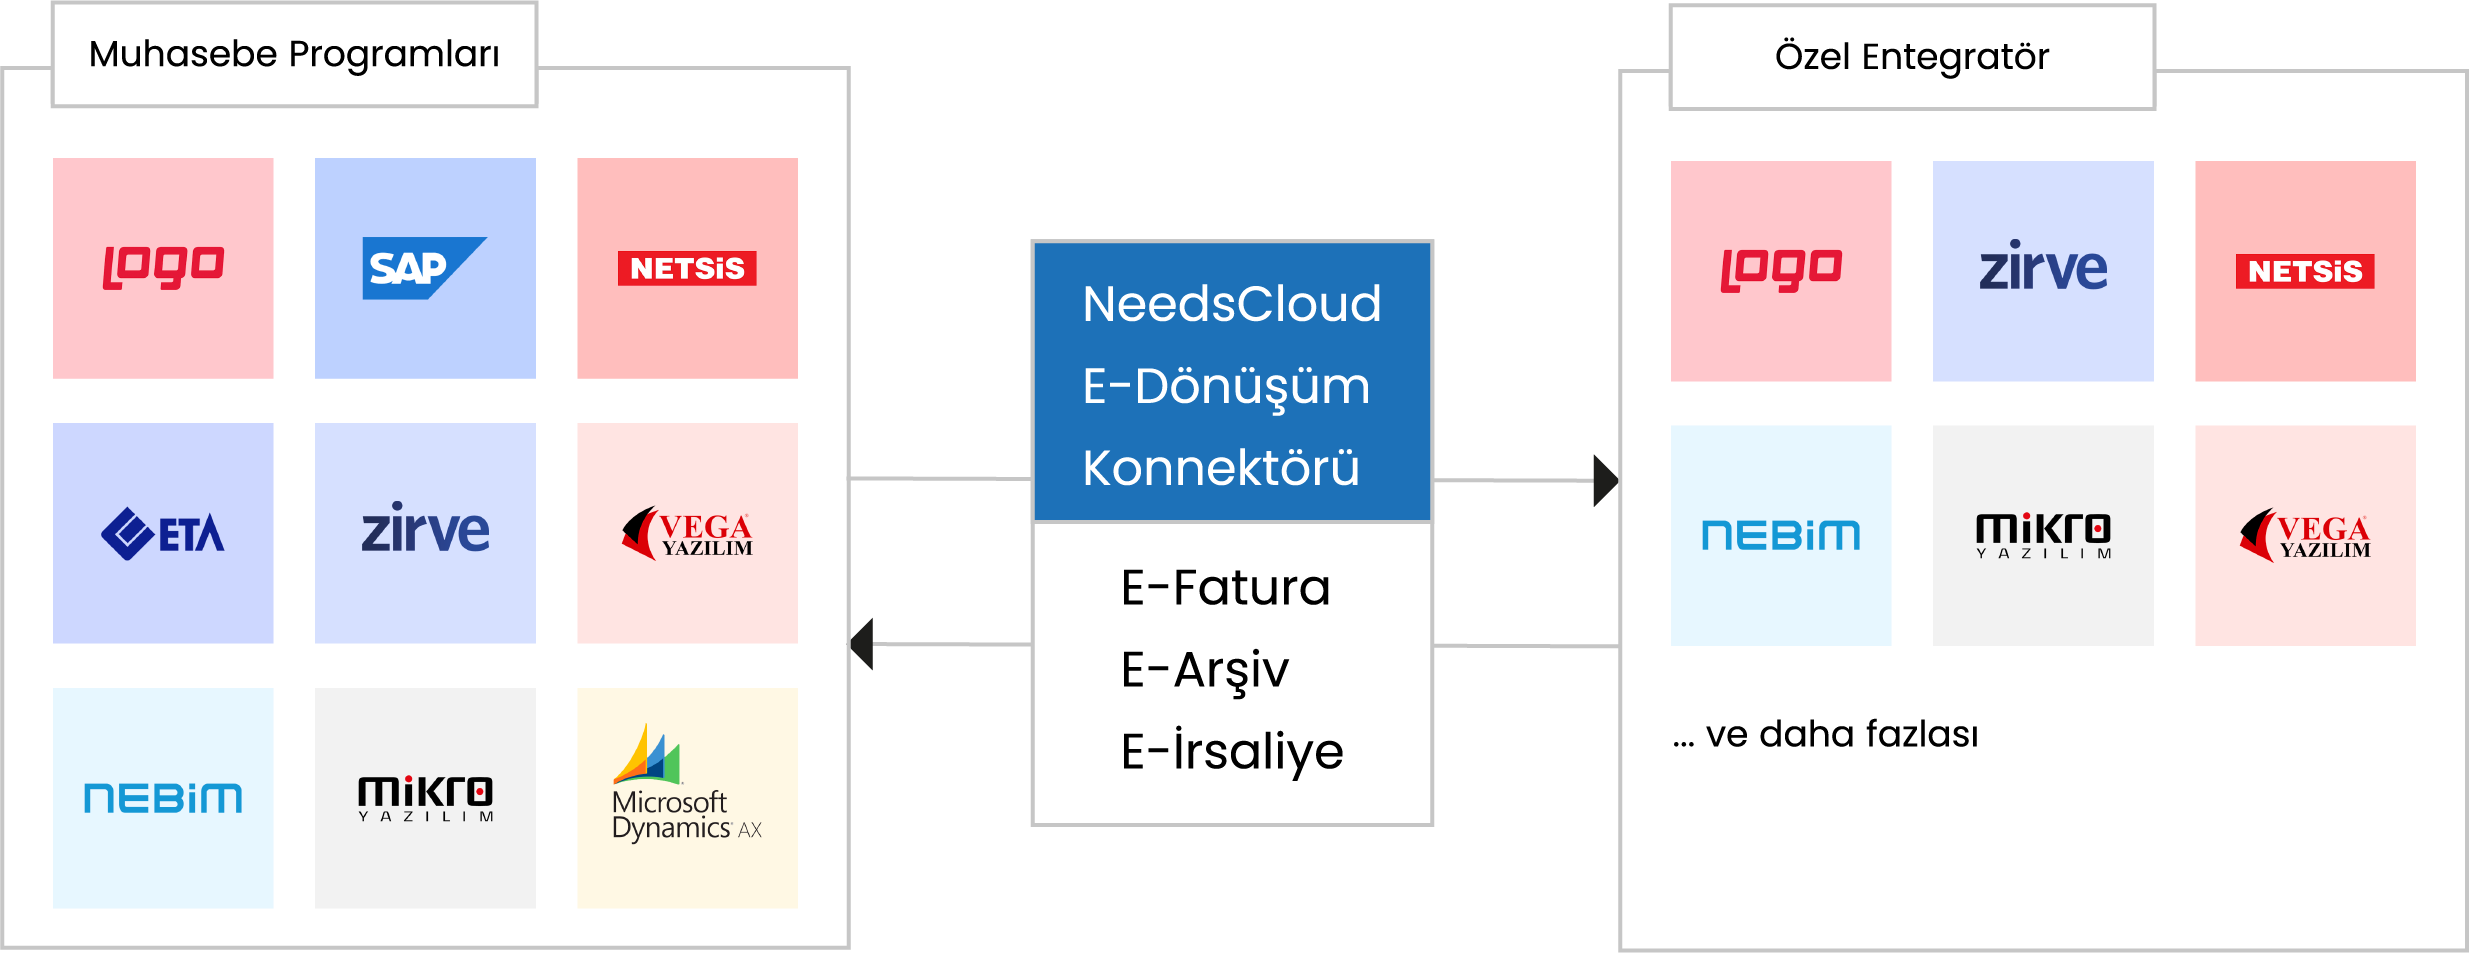 Muhasebe Programları
LOGO
SAP
NETSiS
ETA
zirve
VEGA
YAZILIM
NEBiM
MiKRO
YAZILIM
Microsoft
Dynamics AX
NeedsCloud
E-Dönüşüm
Konnektörü
E-Fatura
E-Arşiv
E-İrsaliye
Özel Entegratör
LOGO
zirve
NETSiS
NEBiM
MiKRO
YAZILIM
VEGA
YAZILIM
... ve daha fazlası